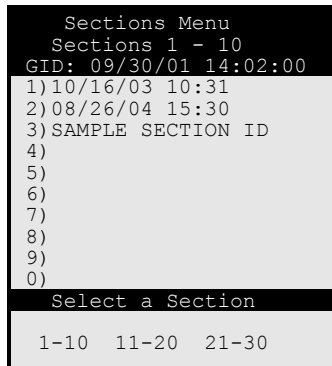 Sections Menu
Sections 1 - 10
GID: 09/30/01 14:02:00
1)10/16/03 10:31
2)08/26/04 15:30
3)SAMPLE SECTION ID
4)
5)
6)
7)
8)
9)
0)
Select a Section
1-10 11-20 21-30